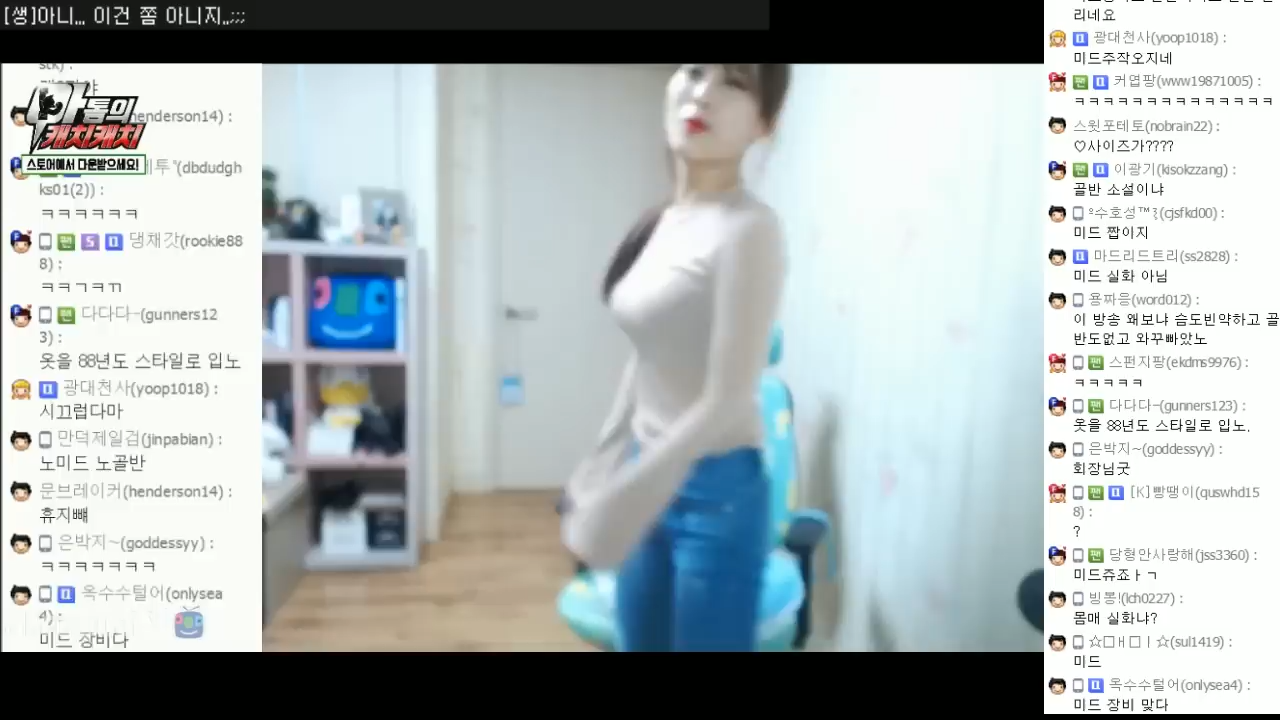 [생]아니... 이건 쫌 아니지..;;;
stk) :
마톰의
캐치캐치
스토어에서 다운받으세요!
henderson14) :
(dbdudgh
ks01(2)) :
ㅋㅋㅋㅋㅋㅋ
댕채갓(rookie88
8) :
ㅋㅋㄱㅋㄲ
다다다~(gunners12
3) :
옷을 88년도 스타일로 입노
광대천사(yoop1018) :
시끄럽다마
만덕제일검(jinpabian) :
노미드 노골반
문브레이커(henderson14) :
휴지빼
은박지~(goddessyy) :
ㅋㅋㅋㅋㅋㅋㅋ
옥수수털어(onlysea
4) :
미드 장비다
리네요
광대천사(yoop1018) :
미드주작오지네
커엽팡(www19871005) :
ㅋㅋㅋㅋㅋㅋㅋㅋㅋㅋㅋㅋㅋㅋ
스윗포테토(nobrain22) :
♡사이즈가????
이광기(kisokzzang) :
골반 소설이냐
(cjsfkd00) :
미드 짭이지
마드리드트리(ss2828) :
미드 실화 아님
용짜응(word012) :
이 방송 왜보냐 슴도빈약하고 골
반도없고 와꾸빠았노
스펀지팡(ekdms9976) :
ㅋㅋㅋㅋㅋ
다다다~(gunners123) :
옷을 88년도 스타일로 입노.
은박지~(goddessyy) :
회장님굿
[K]빵땡이(quswhd15
8) :
?
당형안사랑해(jss3360) :
미드쥬죠ㅏㄱ
빙뽕!(lch0227) :
몸매 실화냐?
☆□ㅐ□ㅣ☆(sul1419) :
미드
옥수수털어(onlysea4) :
미드 장비 맞다